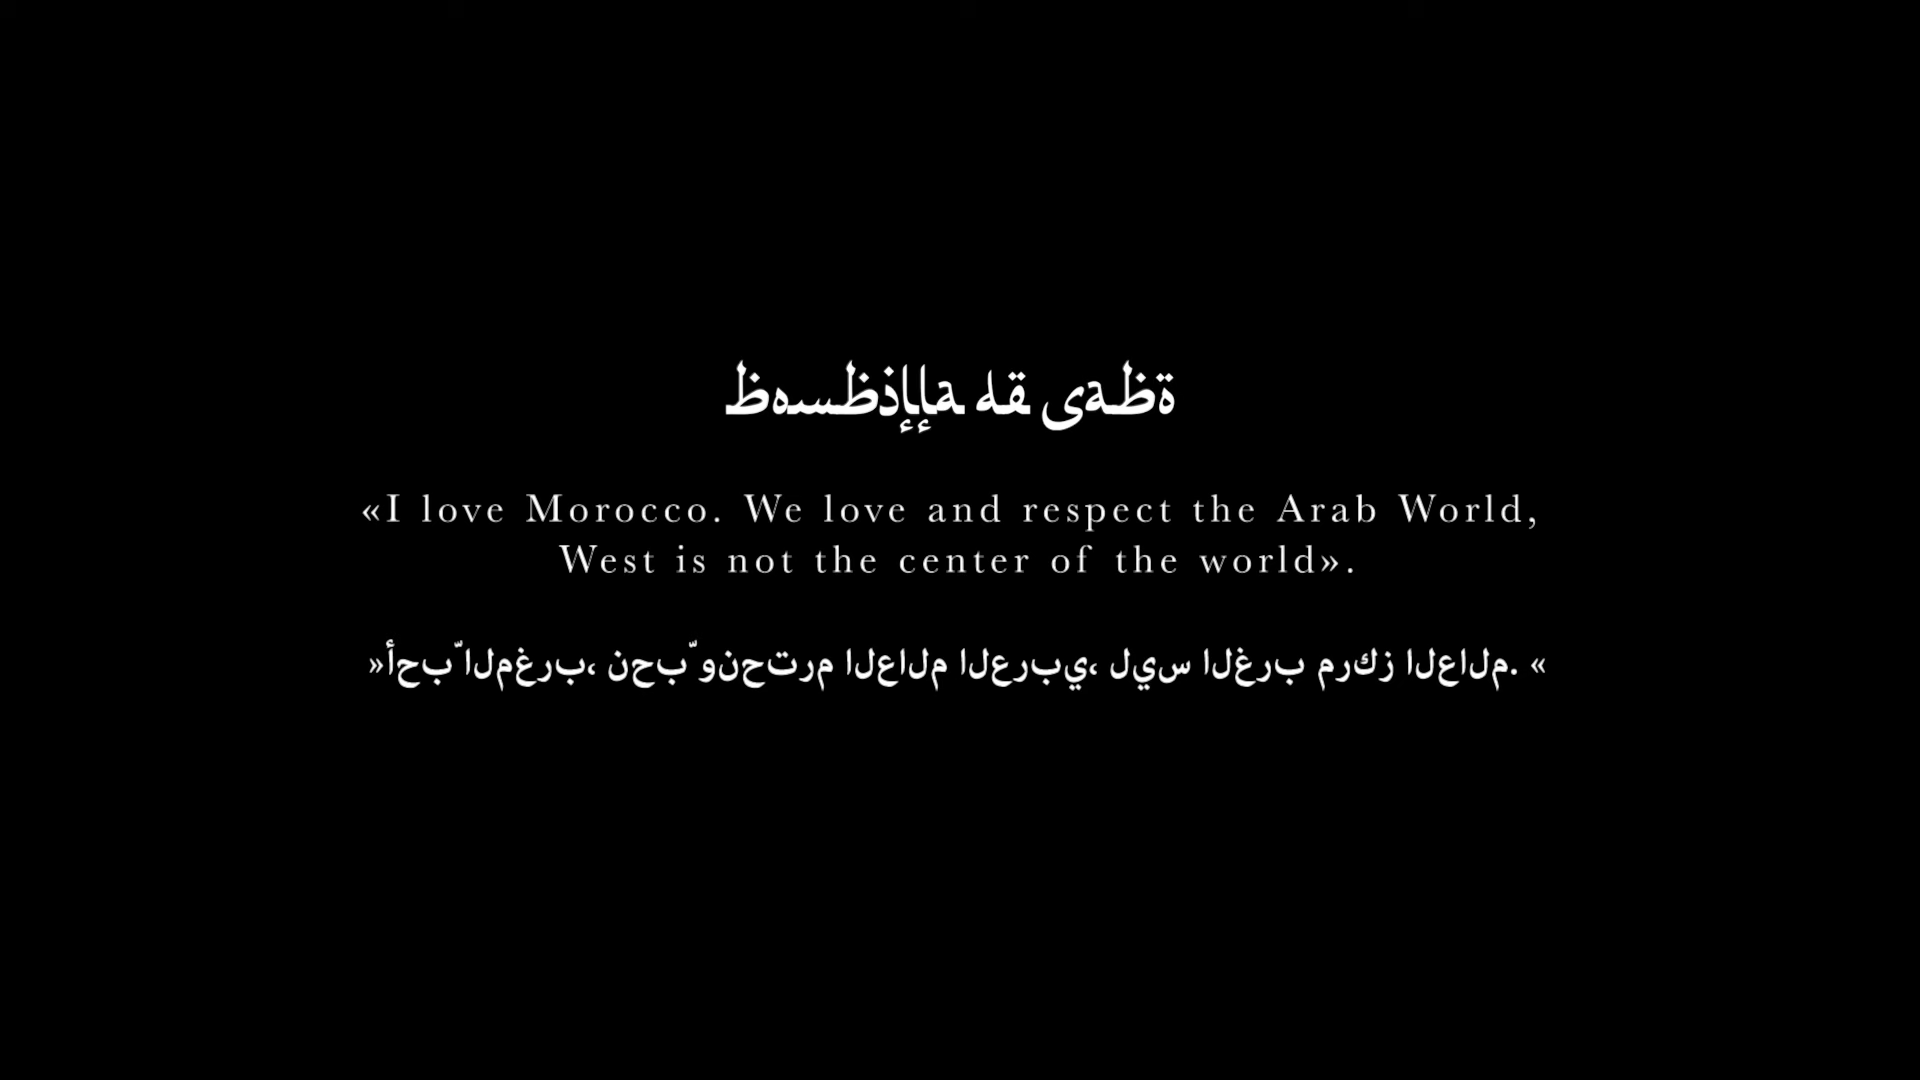 «I love Morocco. We love and respect the Arab World,
West is not the center of the world».
»أحبّ المغرب، نحبّ ونحترم العالم العربي، ليس الغرب مركز العالم. «